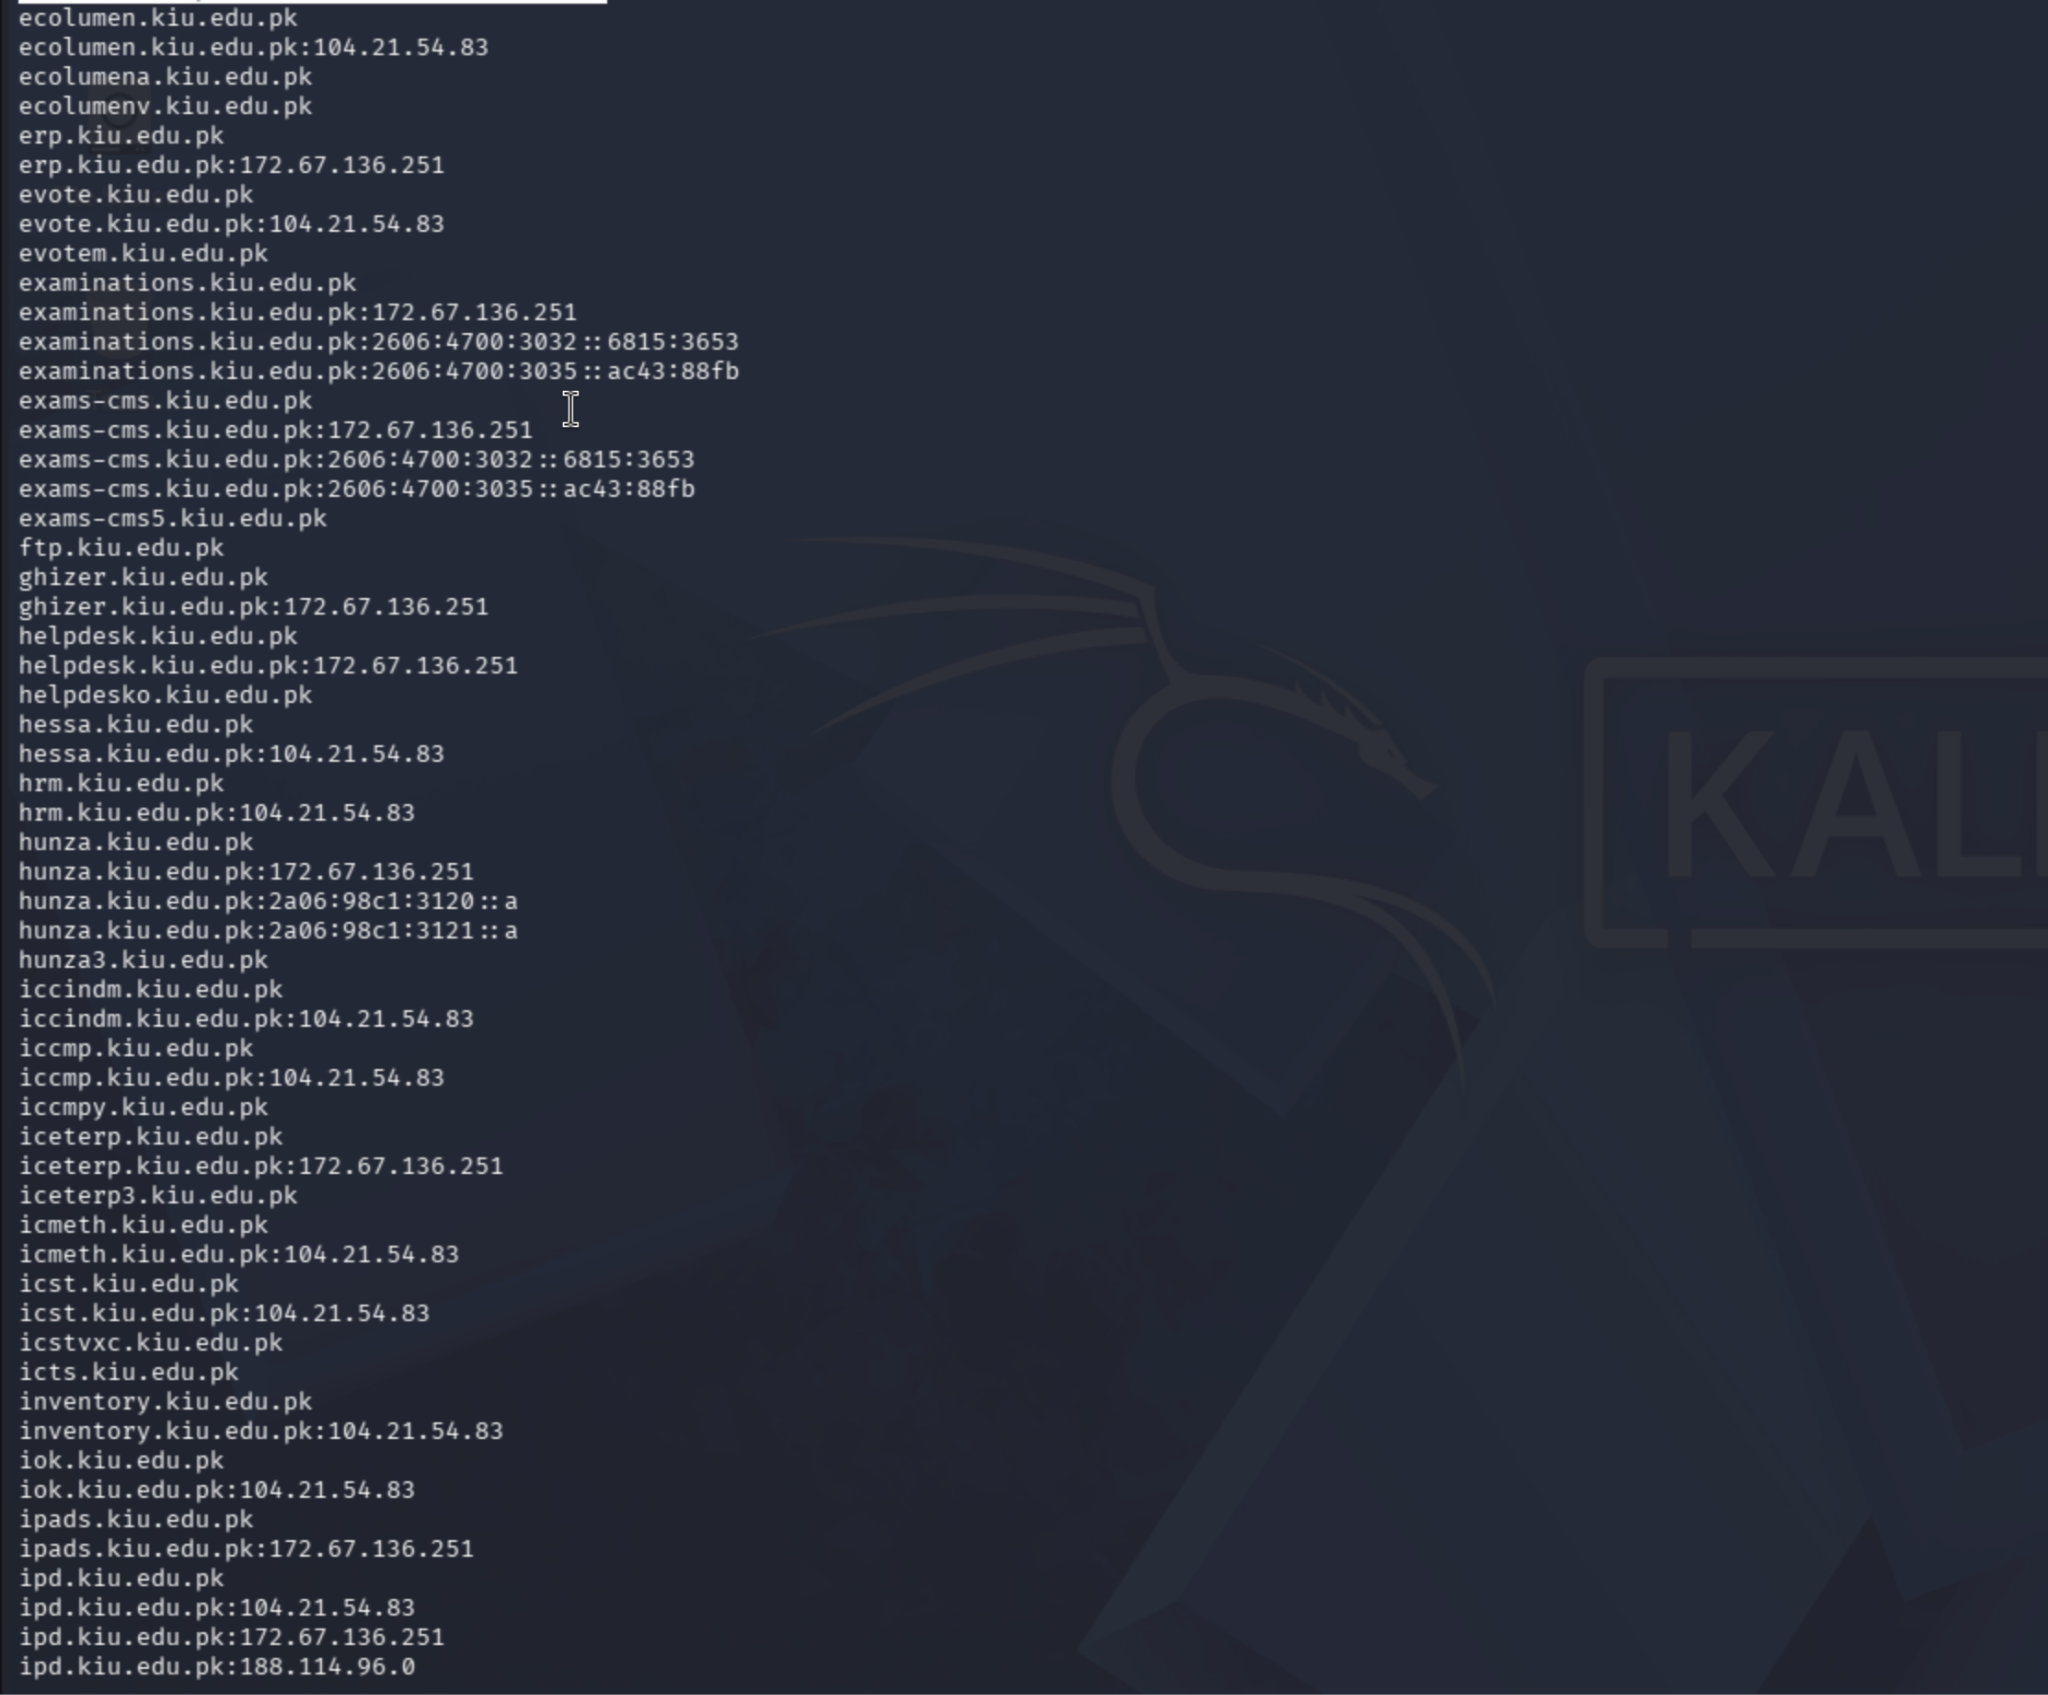 ecolumen.kiu.edu.pk
ecolumen.kiu.edu.pk:104.21.54.83
ecolumena.kiu.edu.pk
ecolumenv.kiu.edu.pk
erp.kiu.edu.pk
erp.kiu.edu.pk:172.67.136.251
evote.kiu.edu.pk
evote.kiu.edu.pk:104.21.54.83
evotem.kiu.edu.pk
examinations.kiu.edu.pk
examinations.kiu.edu.pk:172.67.136.251
examinations.kiu.edu.pk:2606:4700:3032::6815:3653
examinations.kiu.edu.pk:2606:4700:3035::ac43:88fb
exams-cms.kiu.edu.pk
exams-cms.kiu.edu.pk:172.67.136.251
exams-cms.kiu.edu.pk:2606:4700:3032::6815:3653
exams-cms.kiu.edu.pk:2606:4700:3035::ac43:88fb
exams-cms5.kiu.edu.pk
ftp.kiu.edu.pk
ghizer.kiu.edu.pk
ghizer.kiu.edu.pk:172.67.136.251
helpdesk.kiu.edu.pk
helpdesk.kiu.edu.pk:172.67.136.251
helpdesko.kiu.edu.pk
hessa.kiu.edu.pk
hessa.kiu.edu.pk:104.21.54.83
hrm.kiu.edu.pk
hrm.kiu.edu.pk:104.21.54.83
hunza.kiu.edu.pk
hunza.kiu.edu.pk:172.67.136.251
hunza.kiu.edu.pk:2a06:98c1:3120::a
hunza.kiu.edu.pk:2a06:98c1:3121::a
hunza3.kiu.edu.pk
iccindm.kiu.edu.pk
iccindm.kiu.edu.pk:104.21.54.83
iccmp.kiu.edu.pk
iccmp.kiu.edu.pk:104.21.54.83
iccmpy.kiu.edu.pk
iceterp.kiu.edu.pk
iceterp.kiu.edu.pk:172.67.136.251
iceterp3.kiu.edu.pk
icmeth.kiu.edu.pk
icmeth.kiu.edu.pk:104.21.54.83
icst.kiu.edu.pk
icst.kiu.edu.pk:104.21.54.83
icstvxc.kiu.edu.pk
icts.kiu.edu.pk
inventory.kiu.edu.pk
inventory.kiu.edu.pk:104.21.54.83
iok.kiu.edu.pk
iok.kiu.edu.pk:104.21.54.83
ipads.kiu.edu.pk
ipads.kiu.edu.pk:172.67.136.251
ipd.kiu.edu.pk
ipd.kiu.edu.pk:104.21.54.83
ipd.kiu.edu.pk:172.67.136.251
ipd.kiu.edu.pk:188.114.96.0
KALI